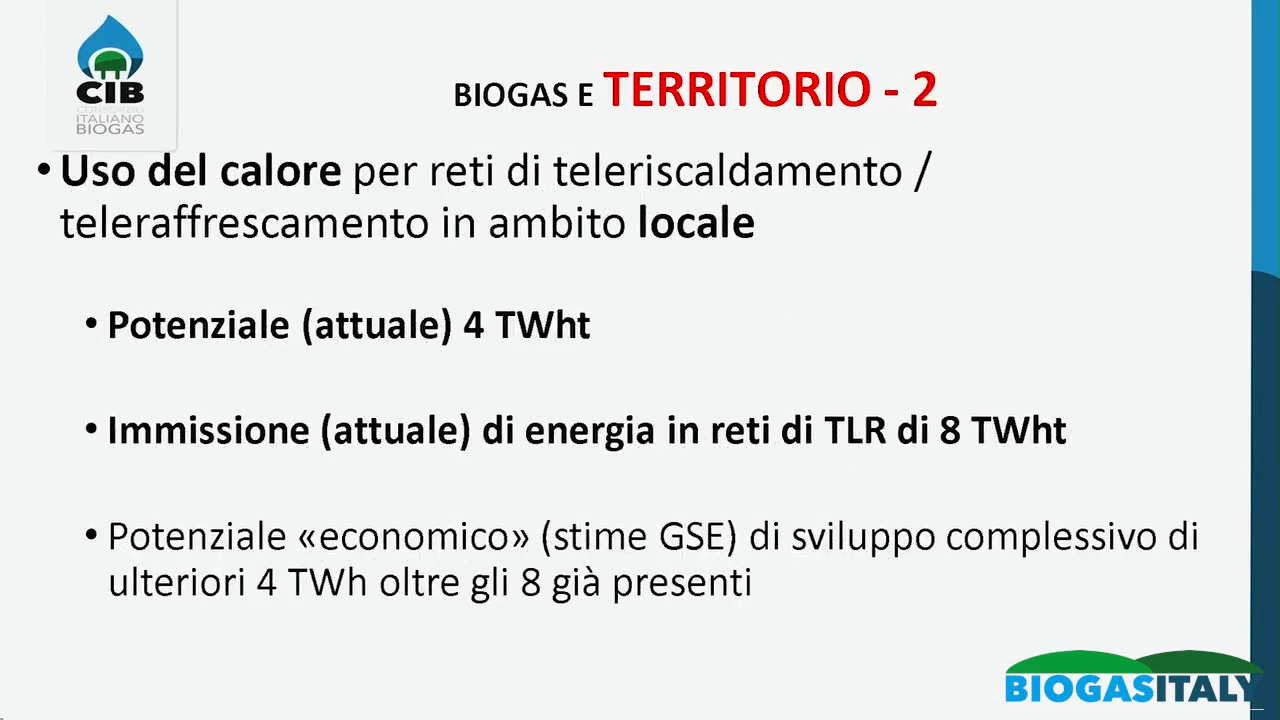 CIB
CONSORZIO
ITALIANO
BIOGAS
BIOGAS E TERRITORIO - 2
• Uso del calore per reti di teleriscaldamento /
teleraffrescamento in ambito locale
• Potenziale (attuale) 4 TWht
• Immissione (attuale) di energia in reti di TLR di 8 TWht
• Potenziale «economico» (stime GSE) di sviluppo complessivo di
ulteriori 4 TWh oltre gli 8 già presenti
BIOGASITALY